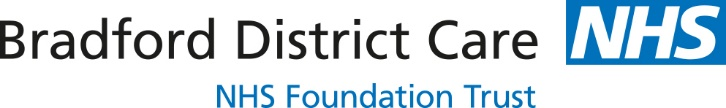 Bradford District Care NHS
NHS Foundation Trust